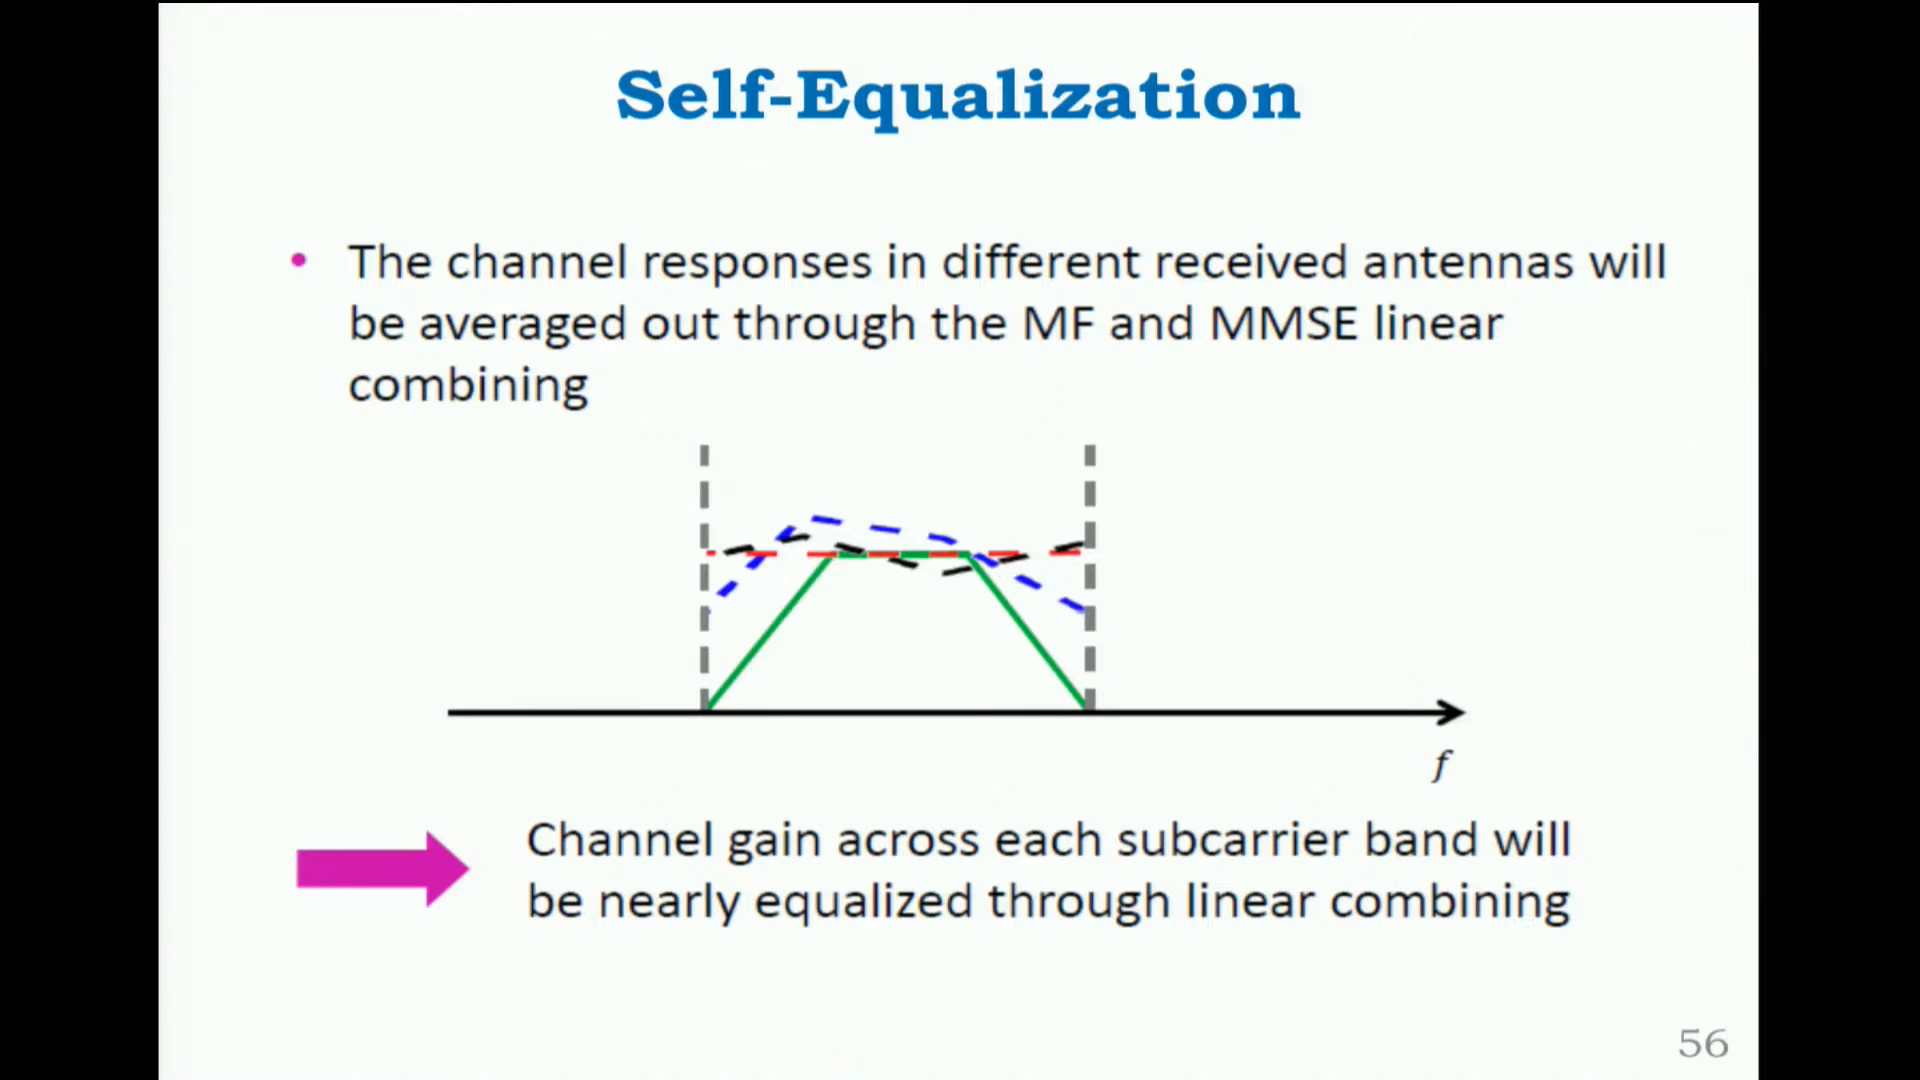 Self-Equalization
• The channel responses in different received antennas will
be averaged out through the MF and MMSE linear
combining
f
Channel gain across each subcarrier band will
be nearly equalized through linear combining
56